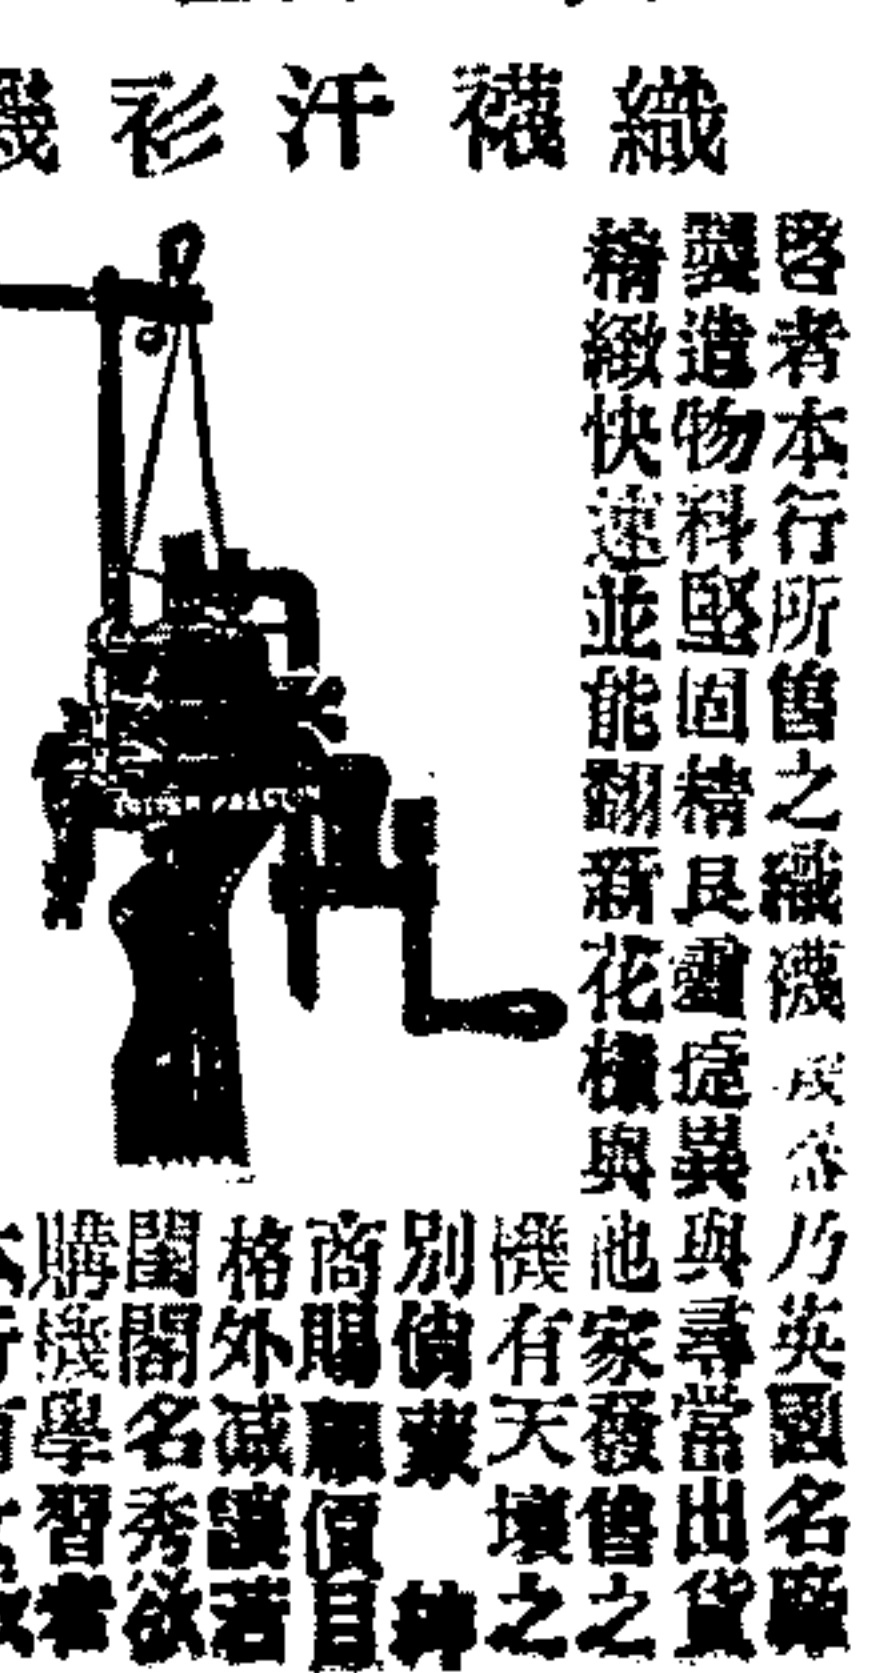 織襪汗衫機
啓者本行所售之織襪 乃英國名廠
製造物料堅固精良靈捷異與尋常出貨
精緻快速並能翻新花樣與他家發售之
機有天壤之
別倘蒙 紳
商賜顧價目
格外减讓若
閨閣名秀欲
購機學習者